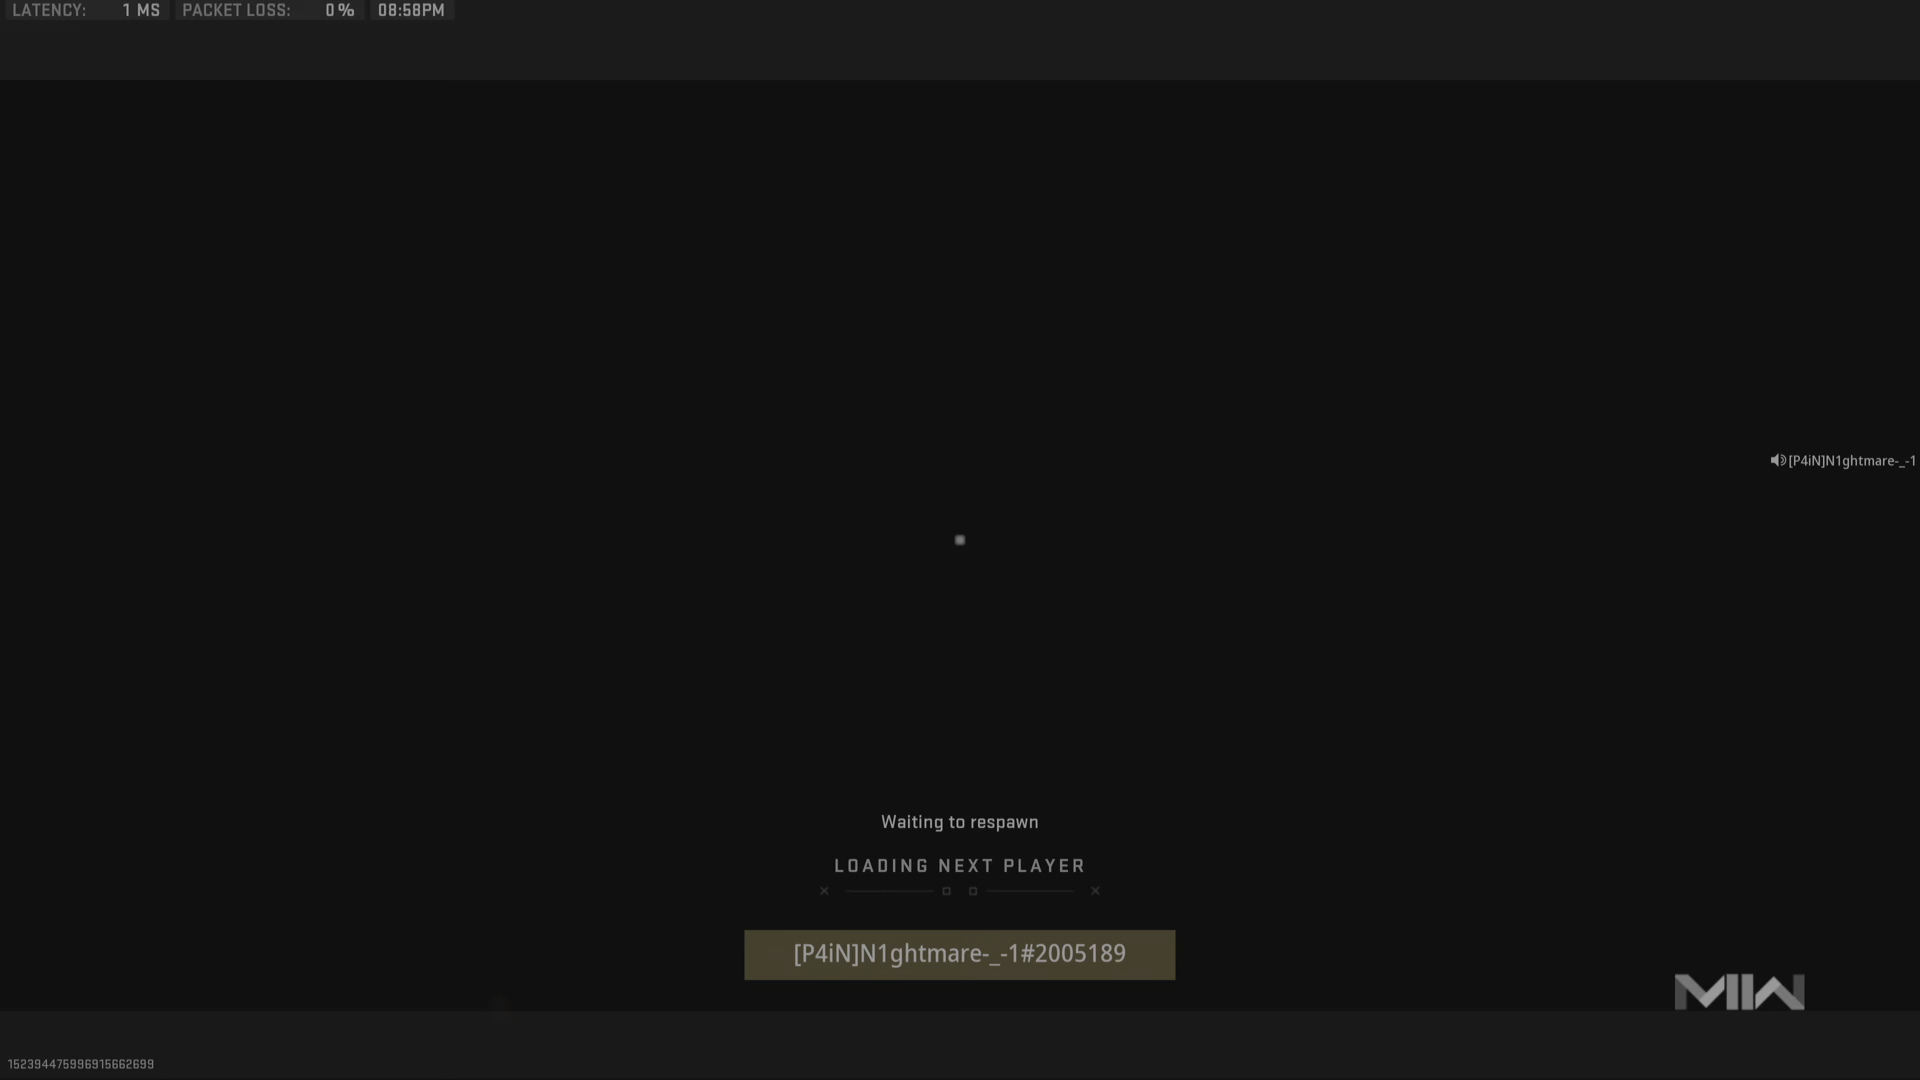 LATENCY: 1 MS PACKET LOSS: 0% 08:58PM
[P4iN]N1ghtmare-_-1
Waiting to respawn
LOADING NEXT PLAYER
[P4iN]N1ghtmare-_-1#2005189
MW
15239447599691566269​9